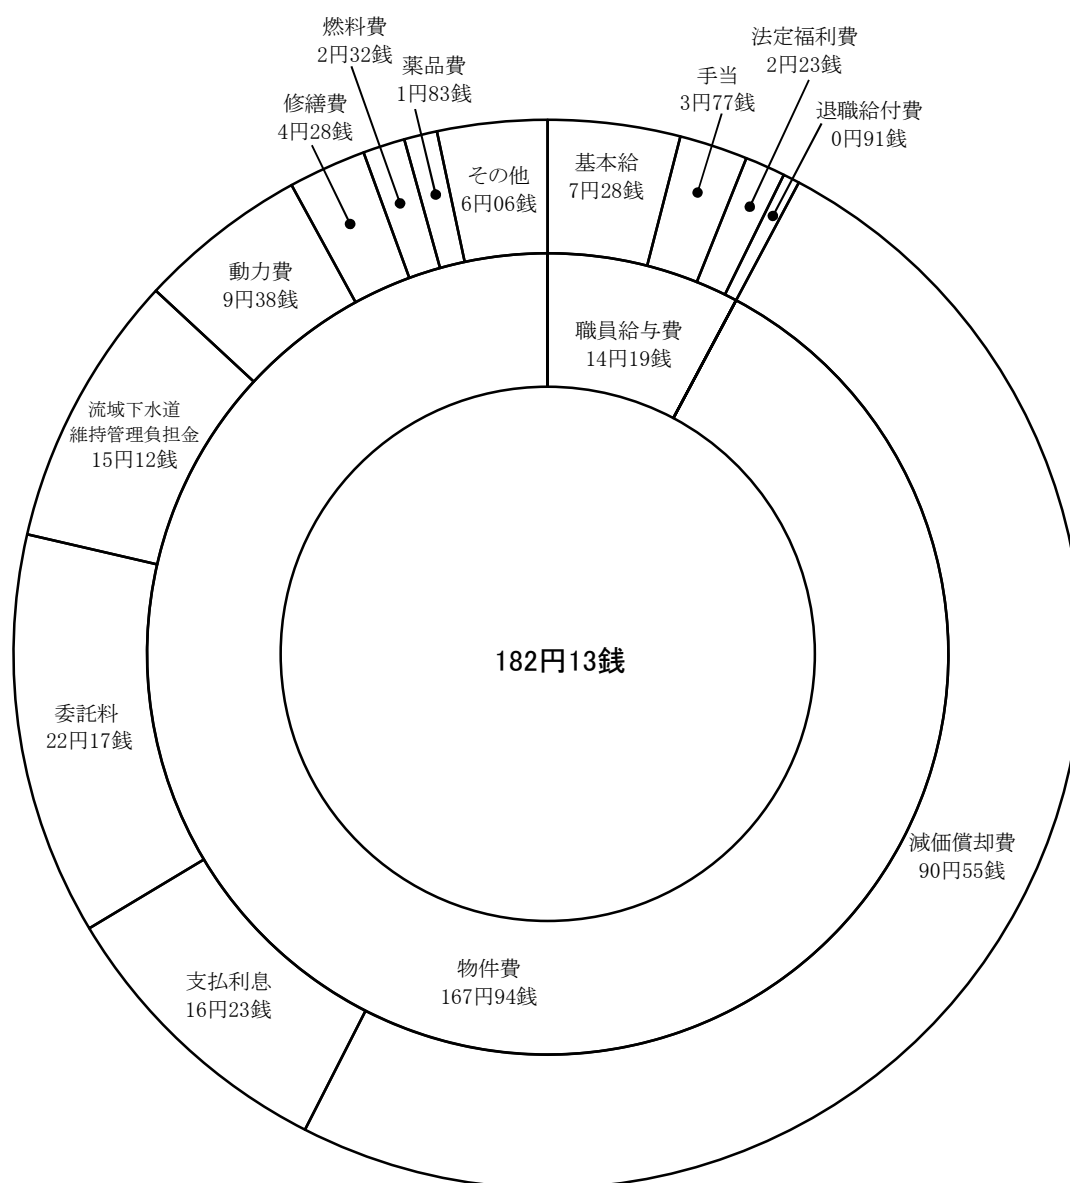 燃料費
2円32銭
薬品費
1円83銭
修繕費
4円28銭
その他
6円06銭
基本給
7円28銭
手当
3円77銭
法定福利費
2円23銭
退職給付費
0円91銭
動力費
9円38銭
職員給与費
14円19銭
流域下水道
維持管理負担金
15円12銭
182円13銭
委託料
22円17銭
減価償却費
90円55銭
物件費
167円94銭
支払利息
16円23銭